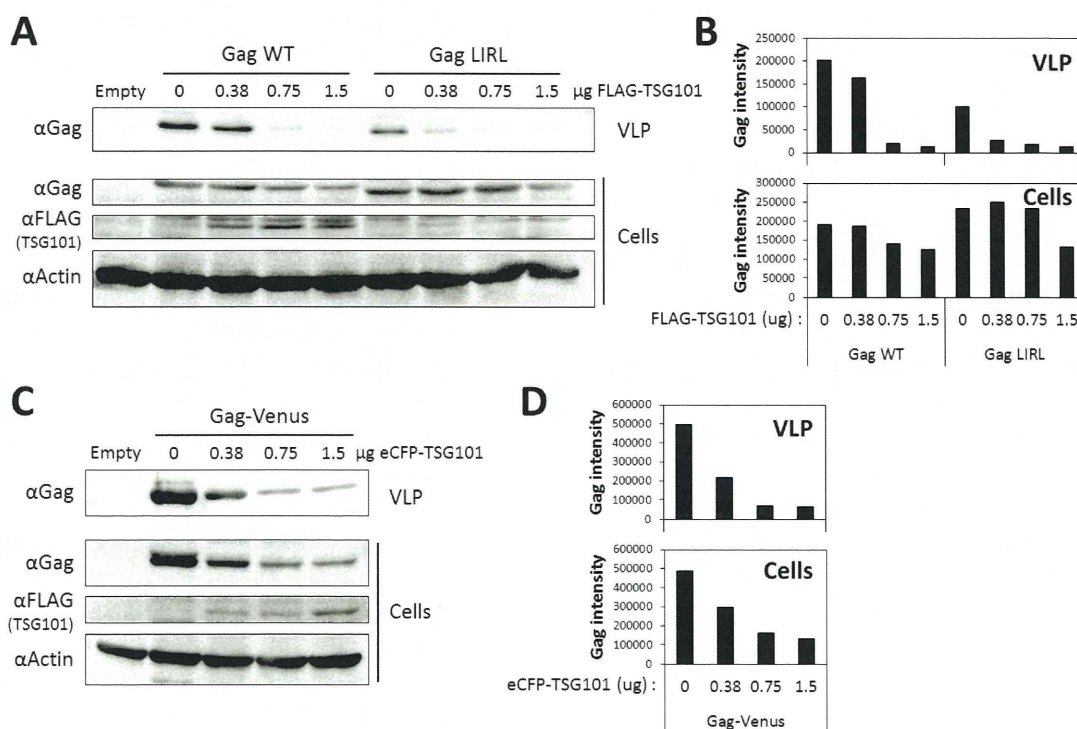 A
Gag WT Gag LIRL
Empty 0 0.38 0.75 1.5 0 0.38 0.75 1.5 µg FLAG-TSG101
αGag VLP
αGag
αFLAG
(TSG101)
Cells
αActin
B
Gag intensity
250000
200000
150000
100000
50000
0
VLP
Gag intensity
300000
250000
200000
150000
100000
50000
0
Cells
FLAG-TSG101 (ug) : 0 0.38 0.75 1.5 0 0.38 0.75 1.5
Gag WT Gag LIRL
C
Gag-Venus
Empty 0 0.38 0.75 1.5 µg eCFP-TSG101
αGag VLP
αGag
αFLAG
(TSG101)
Cells
αActin
D
Gag intensity
600000
500000
400000
300000
200000
100000
0
VLP
Gag intensity
600000
500000
400000
300000
200000
100000
0
Cells
eCFP-TSG101 (ug) : 0 0.38 0.75 1.5
Gag-Venus